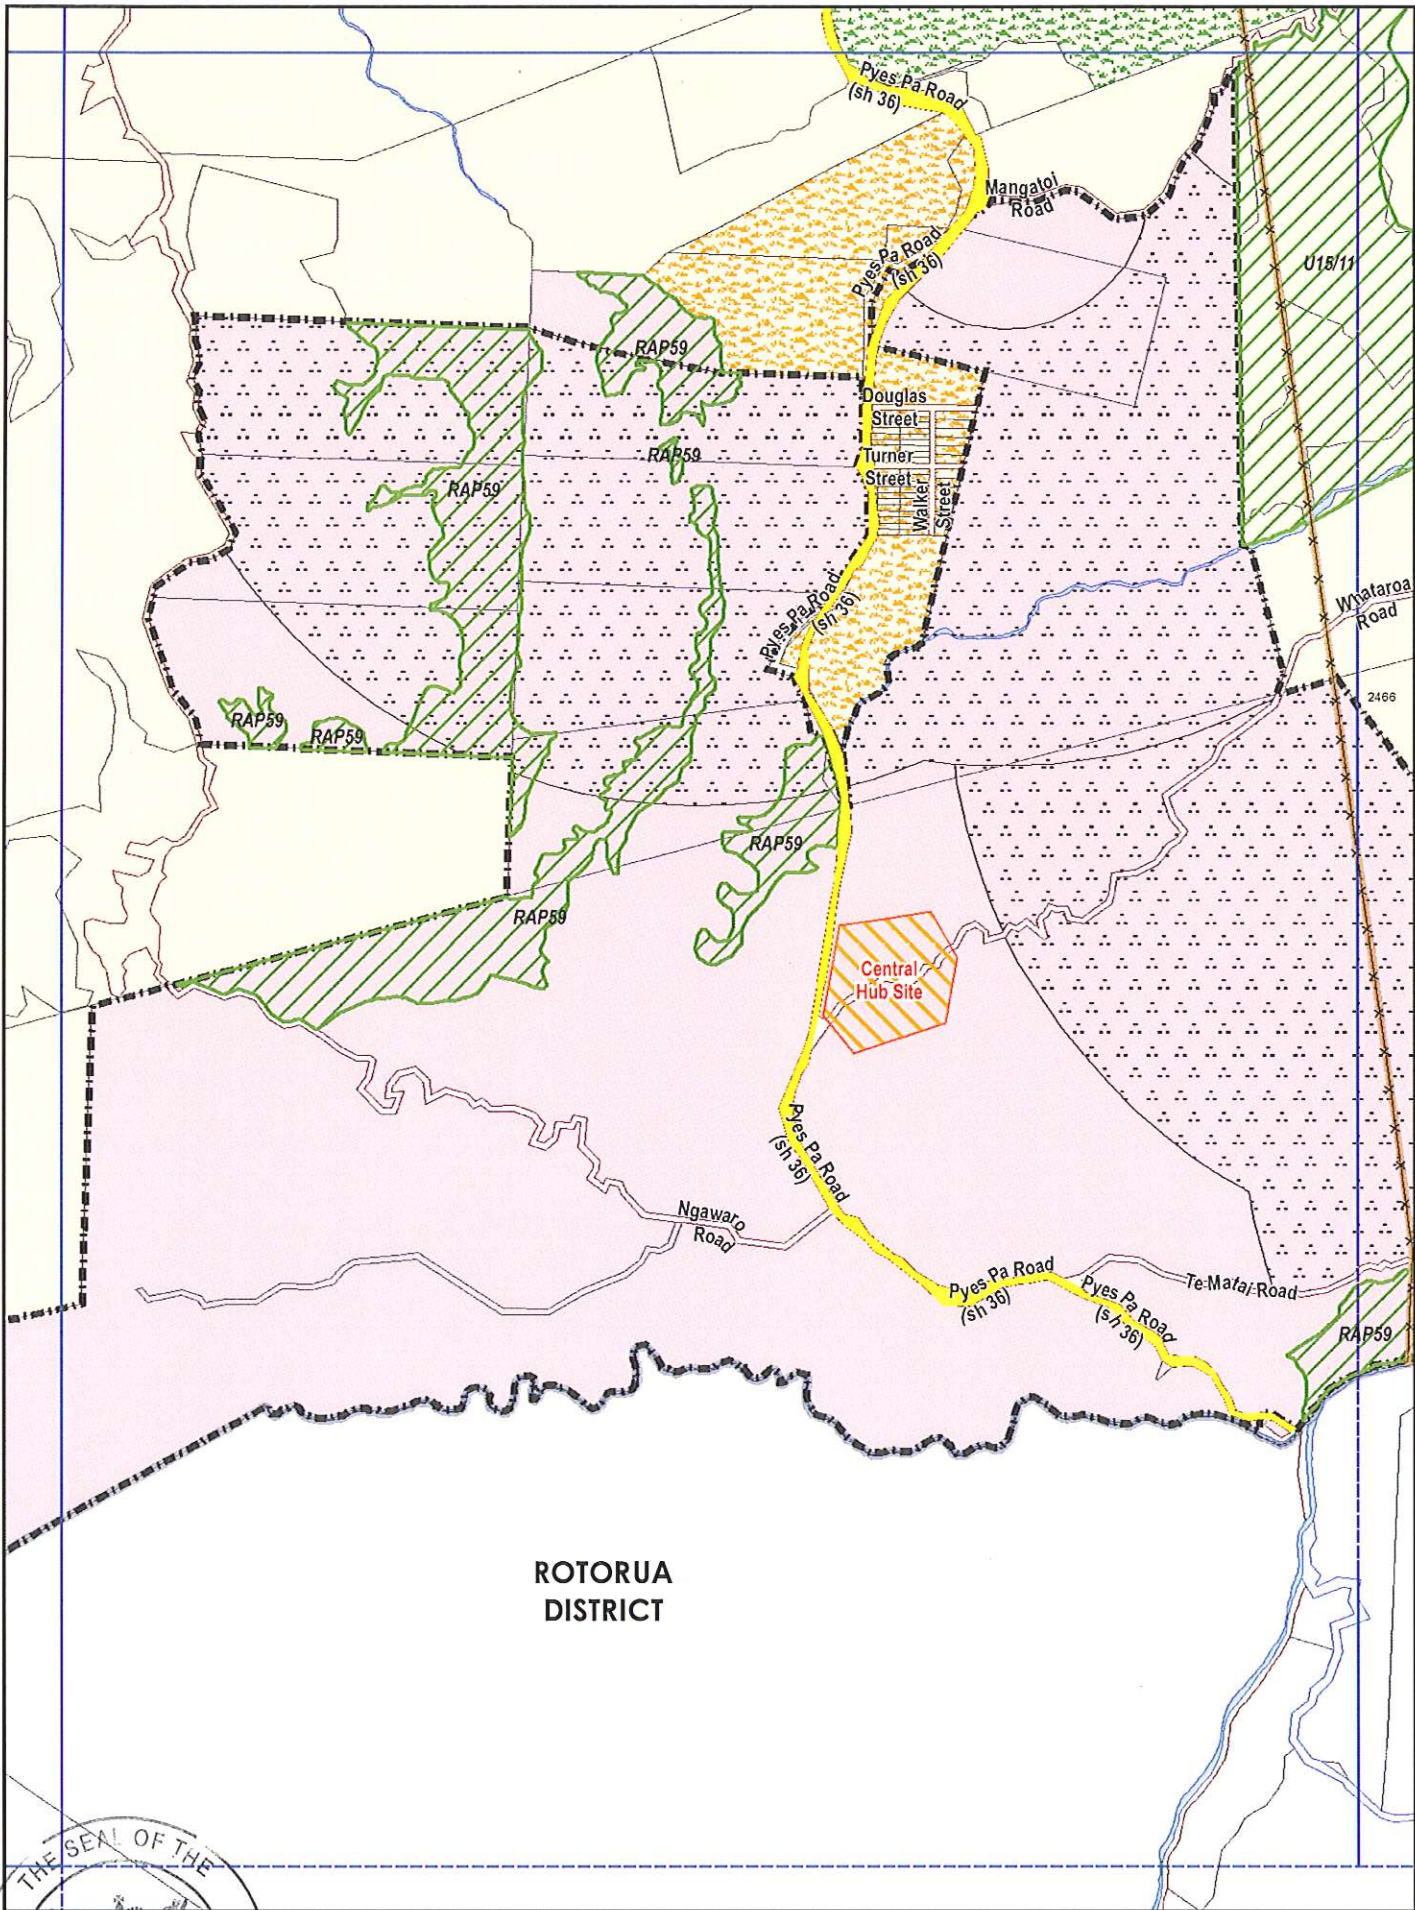 Pyes Pa Road
(sh 36)
Mangatoi
Road
Pyes Pa Road
(sh 36)
U15/11
RAP59
Douglas
Street
RAP59
Turner
Street
RAP59
Walker
Street
Pyes Pa Road
(sh 36)
Whataroa
Road
2466
RAP59
RAP59
RAP59
RAP59
Central
Hub Site
Pyes Pa Road
(sh 36)
Ngawaro
Road
Pyes Pa Road
(sh 36)
Pyes Pa Road
(sh 36)
Te Matai Road
RAP59
ROTORUA
DISTRICT
THE SEAL OF THE